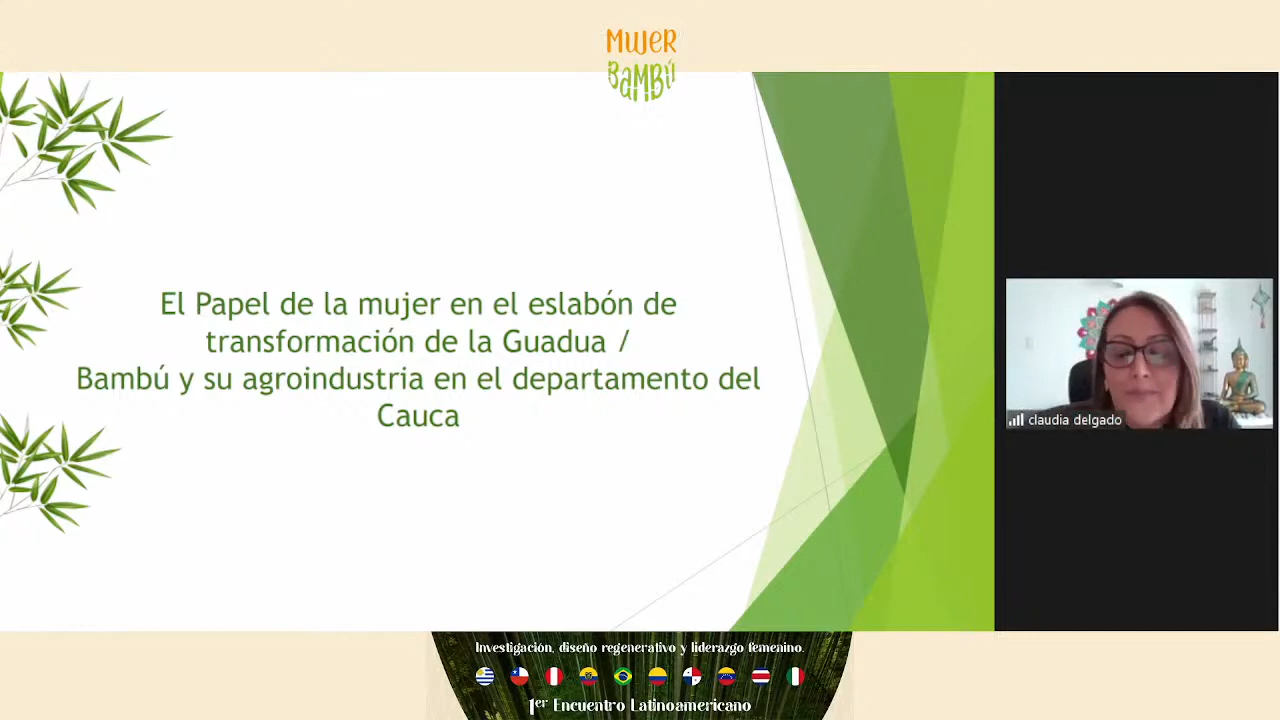 MUJER
BAMBÚ
El Papel de la mujer en el eslabón de
transformación de la Guadua /
Bambú y su agroindustria en el departamento del
Cauca
claudia delgado
Investigación, diseño regenerativo y liderazgo femenino.
1er Encuentro Latinoamericano